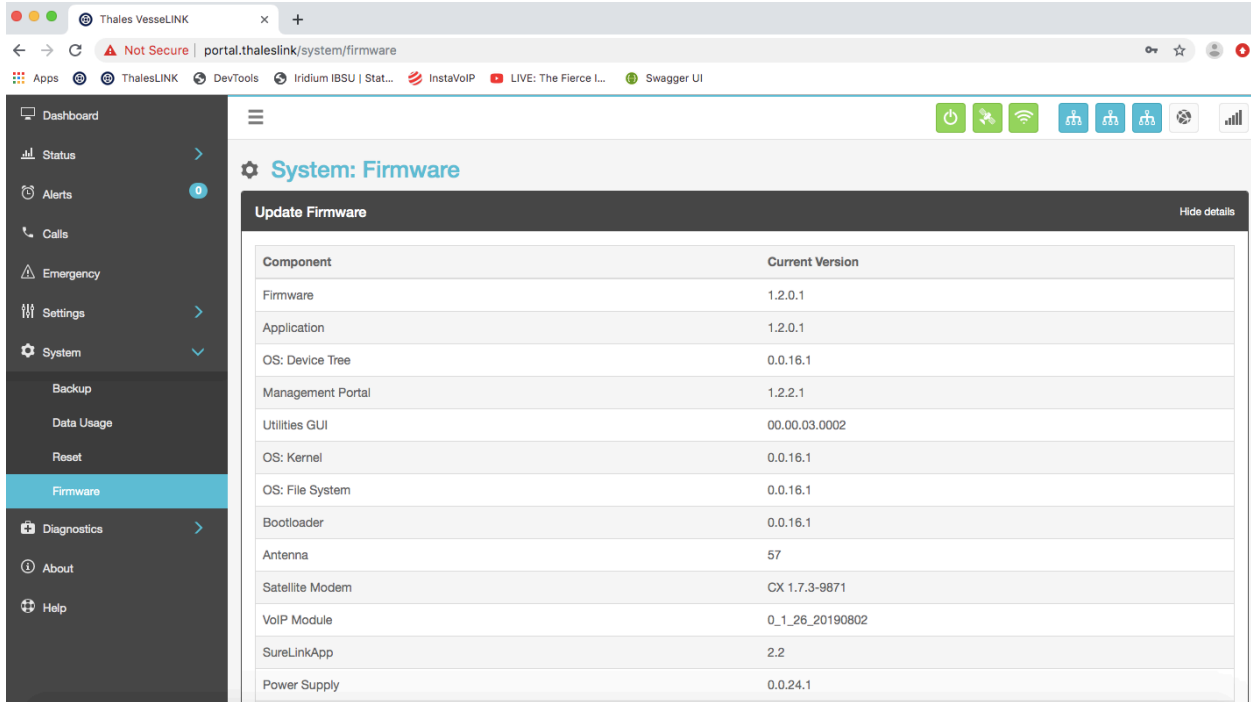 Thales VesseLINK
Not Secure | portal.thaleslink/system/firmware
Apps ThalesLINK DevTools Iridium IBSU | Stat... InstaVoIP LIVE: The Fierce I... Swagger UI
Dashboard
Status
Alerts 0
Calls
Emergency
Settings
System
Backup
Data Usage
Reset
Firmware
Diagnostics
About
Help
System: Firmware
Update Firmware Hide details
Component Current Version
Firmware 1.2.0.1
Application 1.2.0.1
OS: Device Tree 0.0.16.1
Management Portal 1.2.2.1
Utilities GUI 00.00.03.0002
OS: Kernel 0.0.16.1
OS: File System 0.0.16.1
Bootloader 0.0.16.1
Antenna 57
Satellite Modem CX 1.7.3-9871
VoIP Module 0_1_26_20190802
SureLinkApp 2.2
Power Supply 0.0.24.1